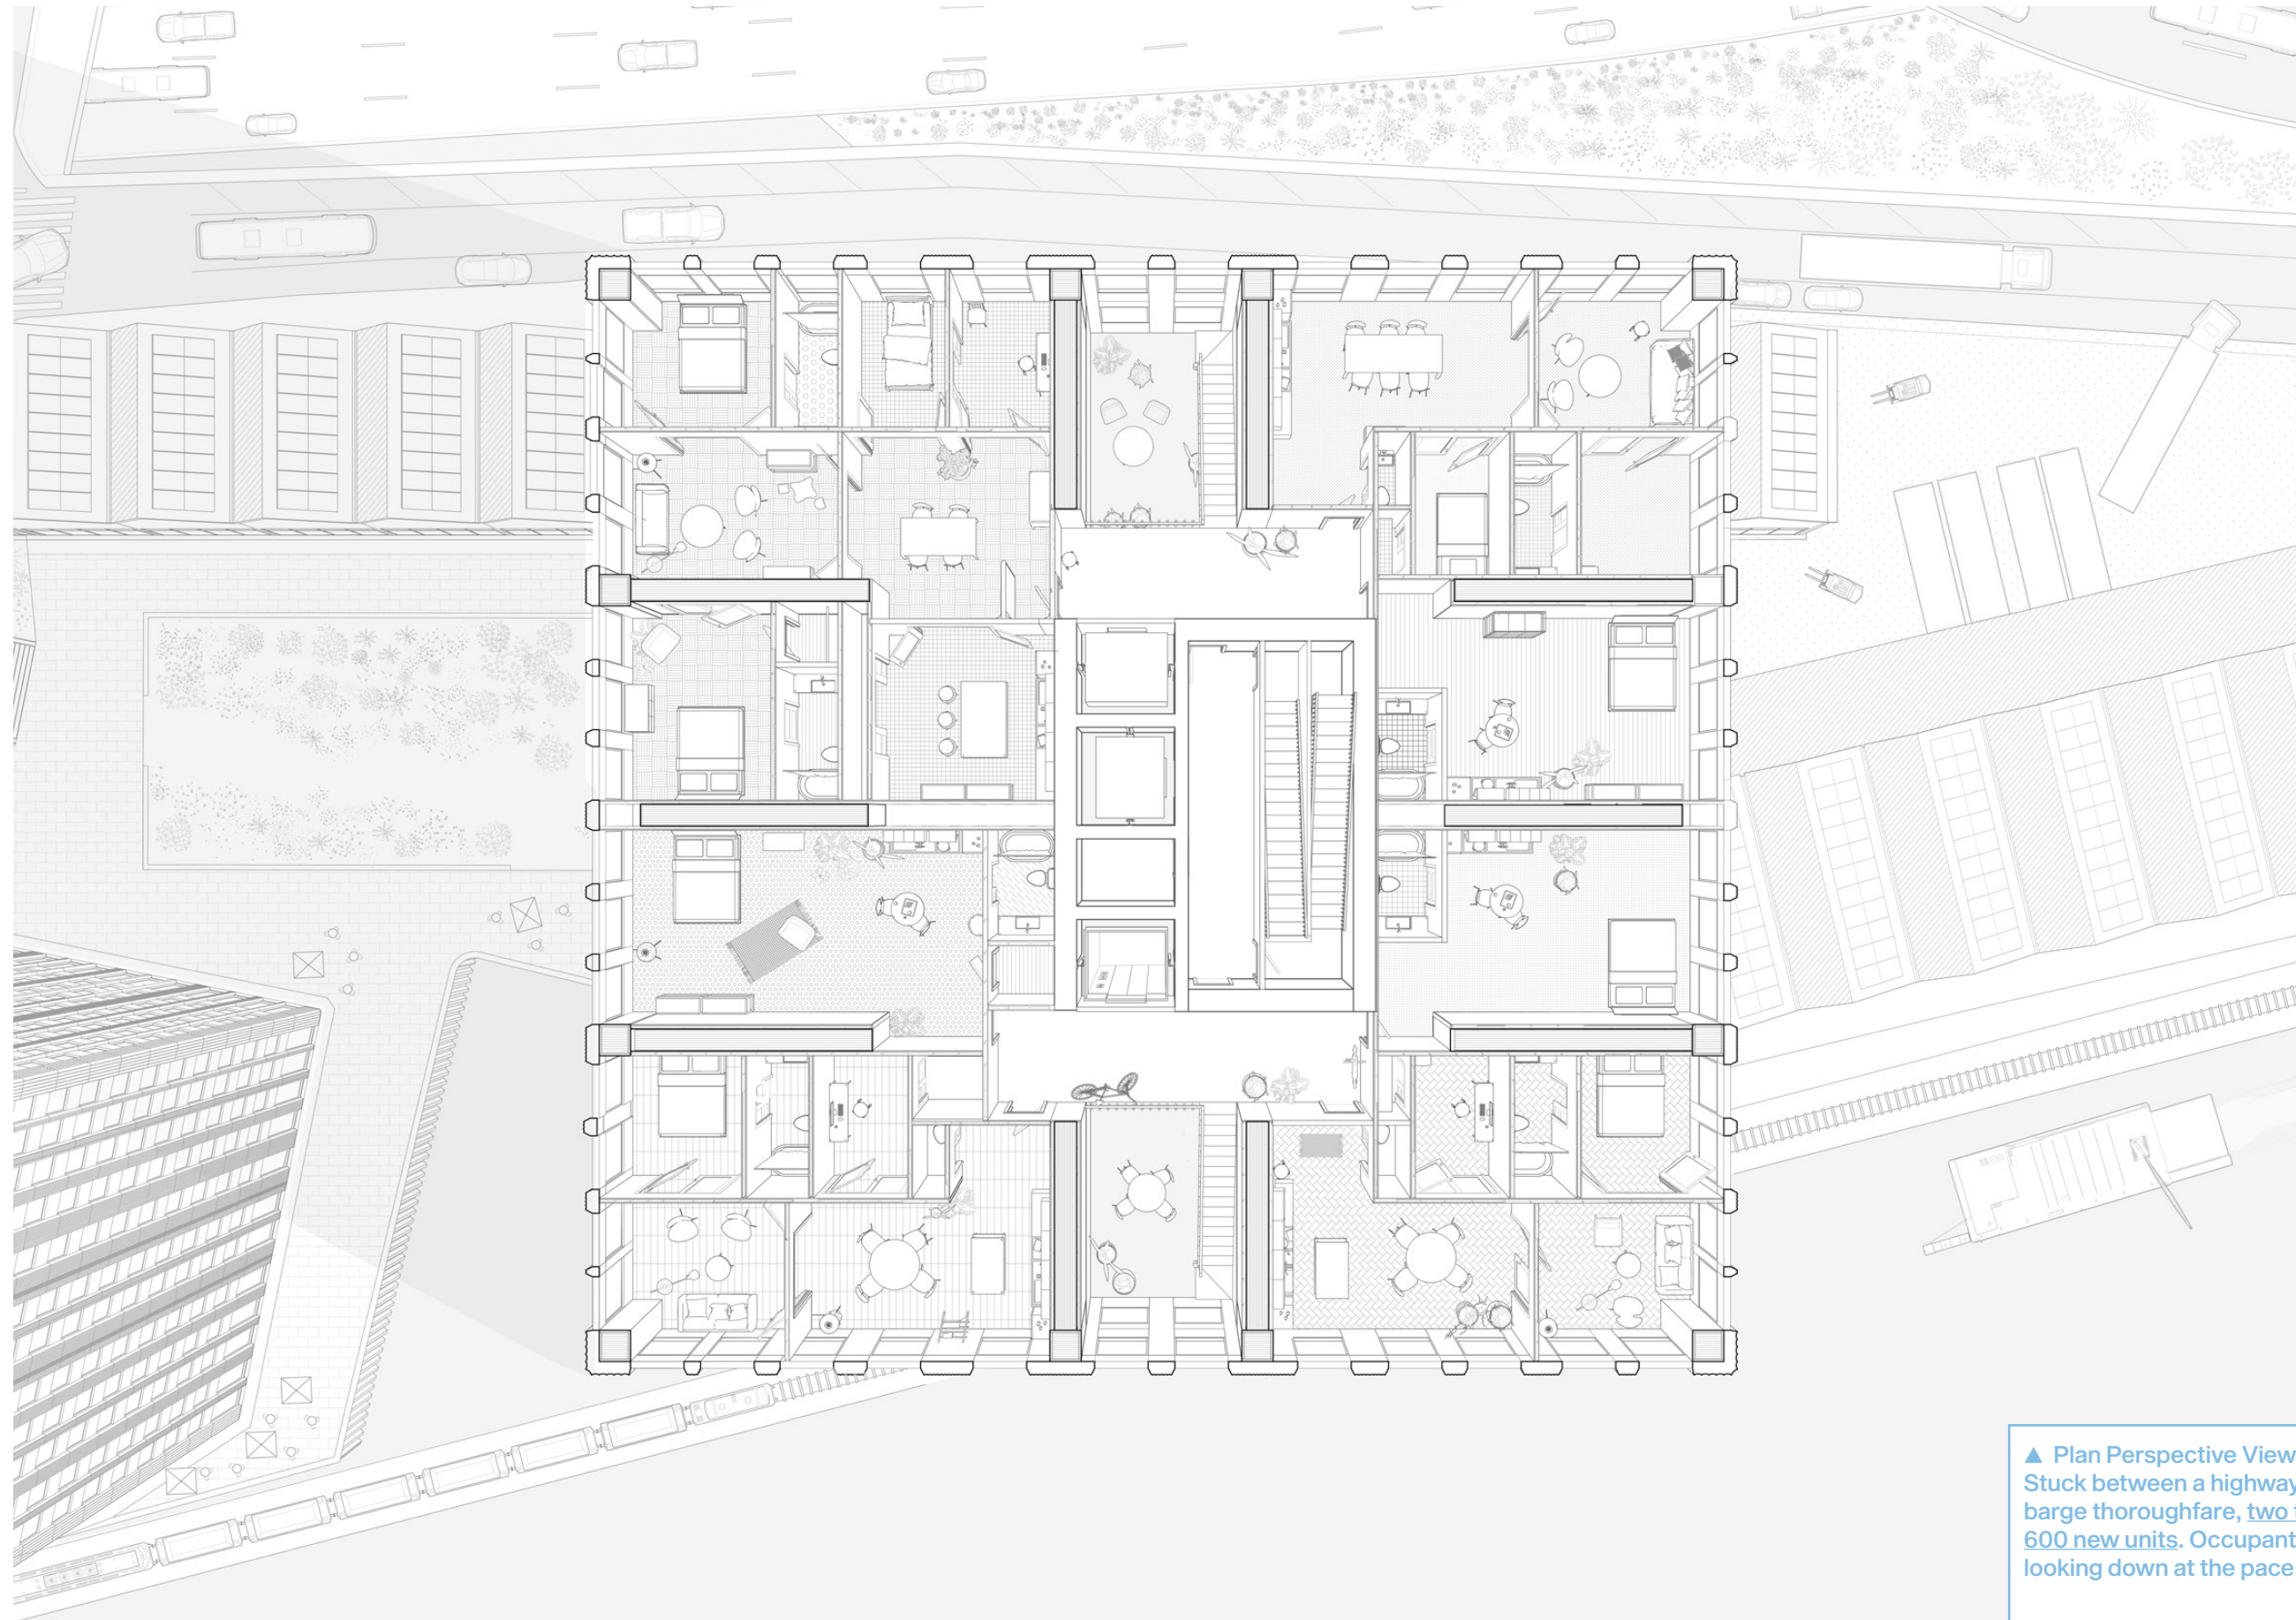 ▲ Plan Perspective View
Stuck between a highway
barge thoroughfare, two
600 new units. Occupant
looking down at the pace